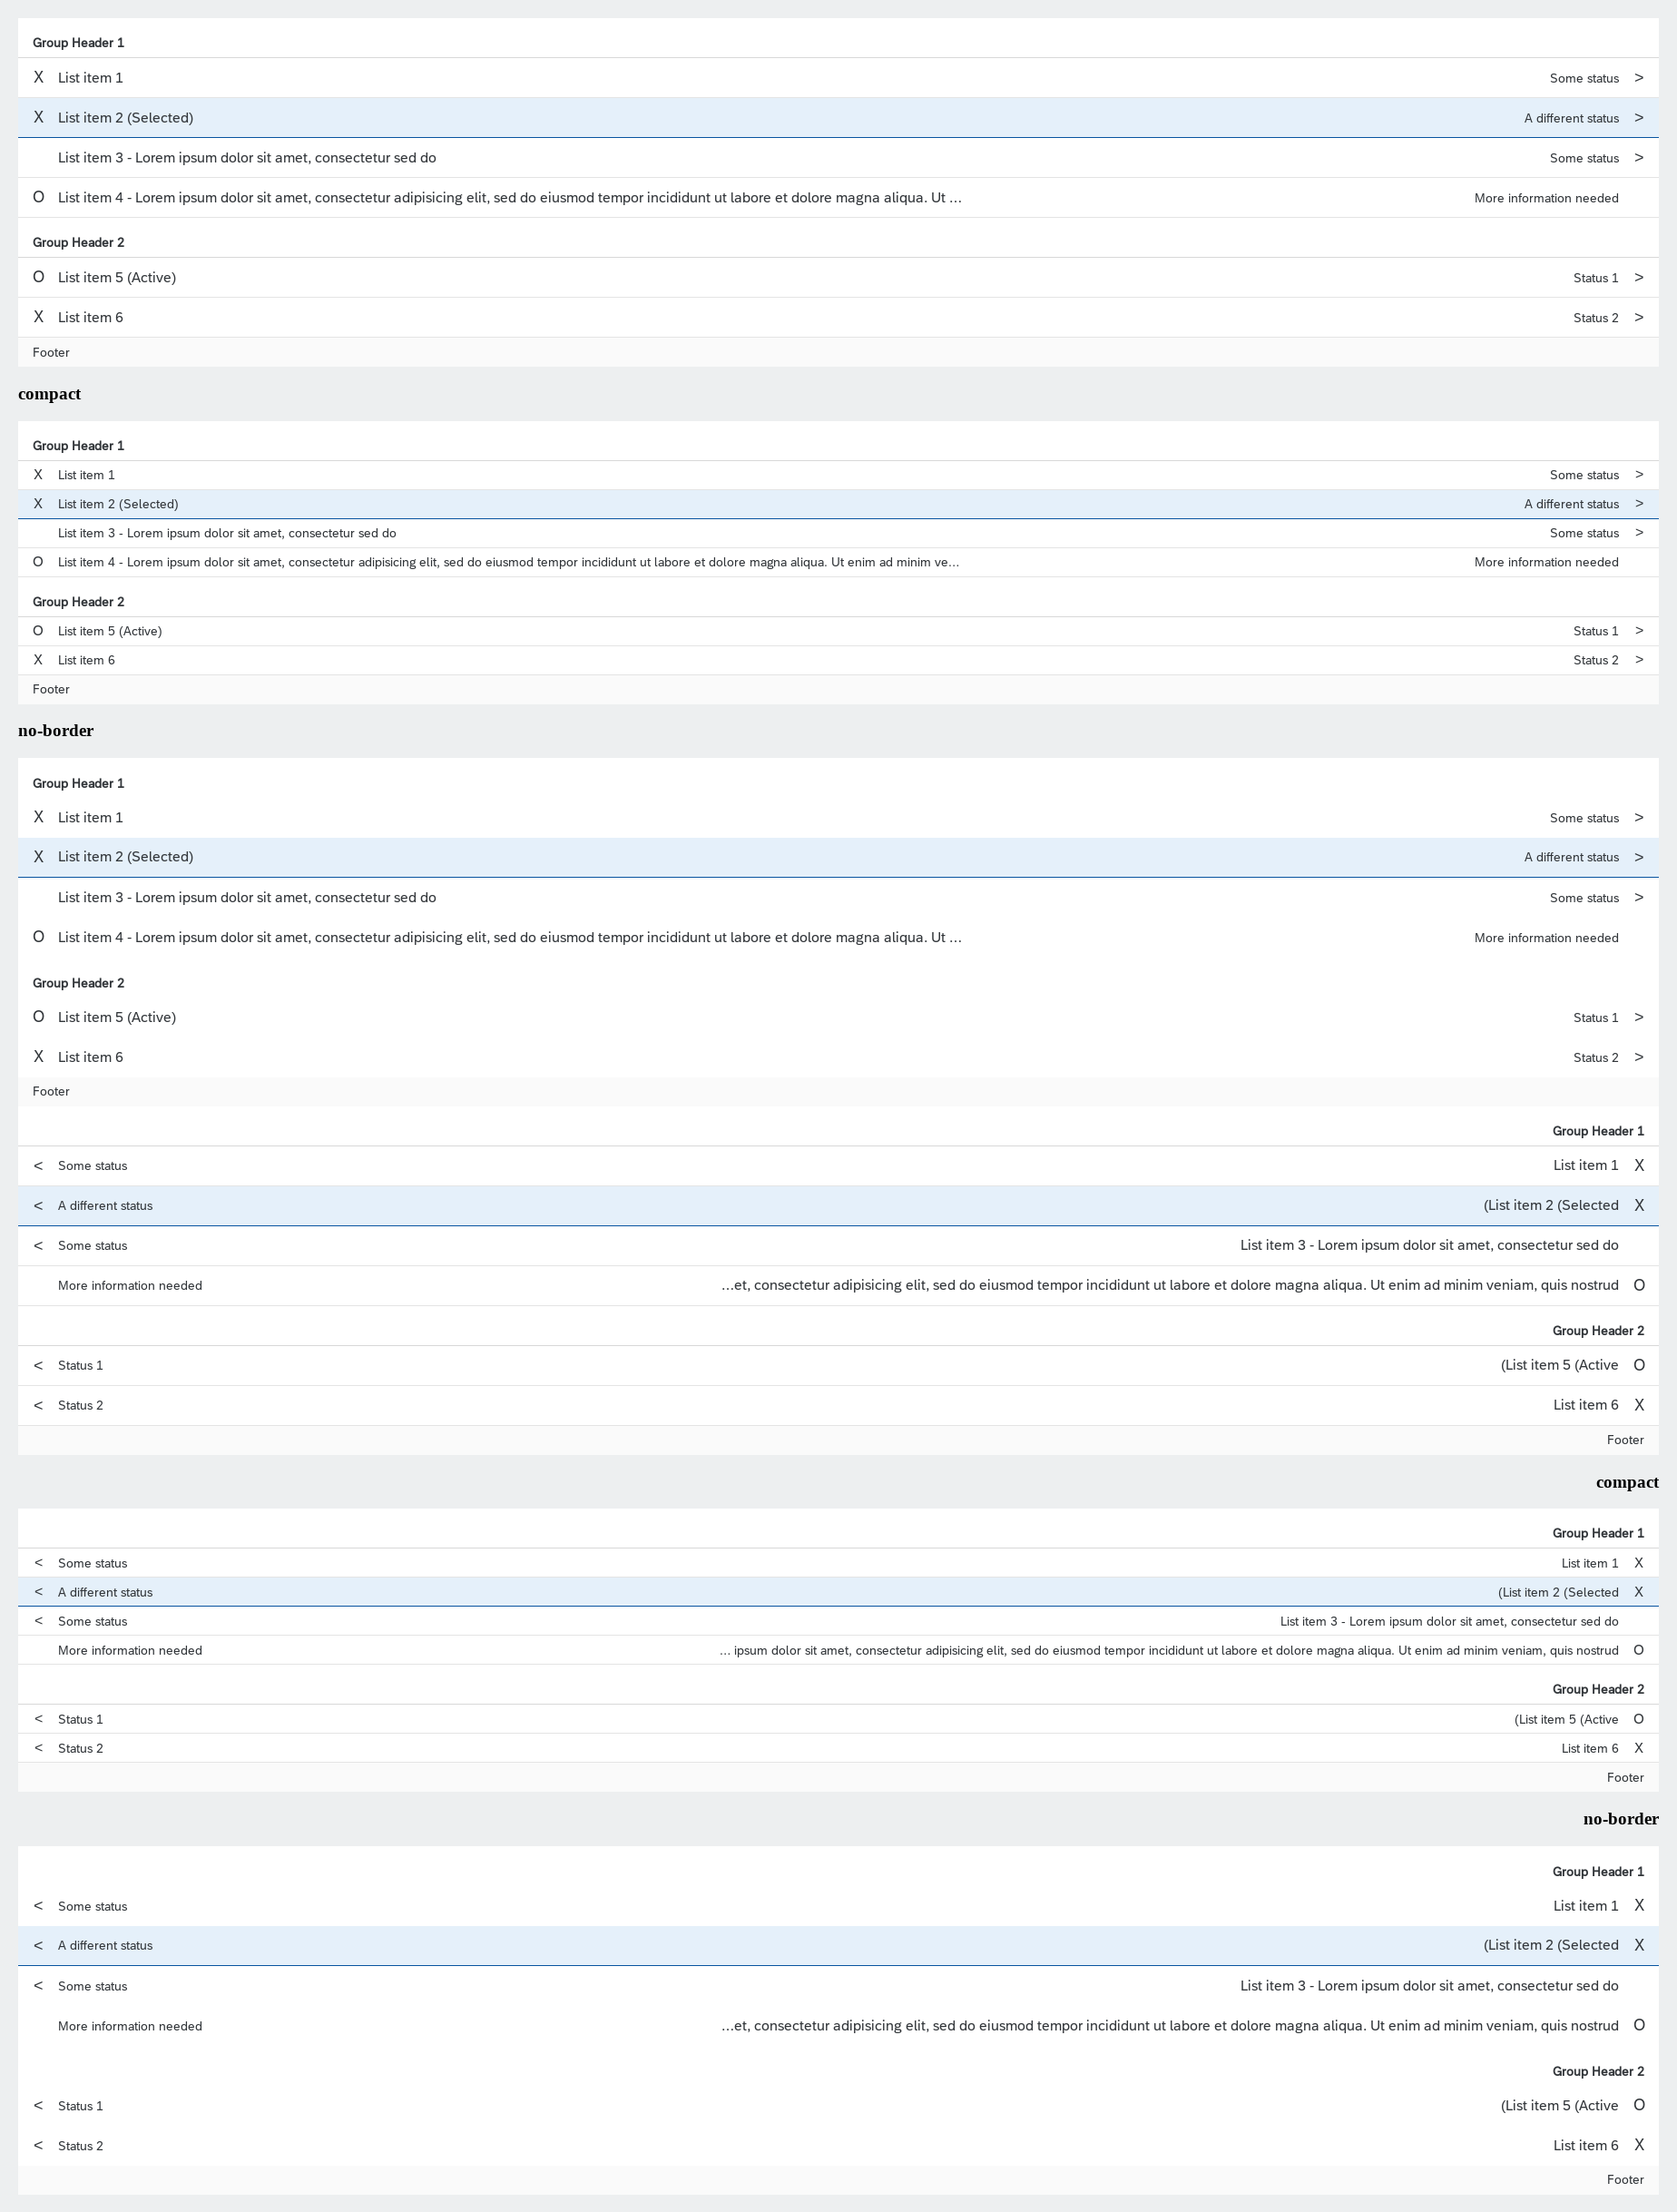 Group Header 1
X List item 1 Some status >
X List item 2 (Selected) A different status >
List item 3 - Lorem ipsum dolor sit amet, consectetur sed do Some status >
O List item 4 - Lorem ipsum dolor sit amet, consectetur adipisicing elit, sed do eiusmod tempor incididunt ut labore et dolore magna aliqua. Ut ... More information needed
Group Header 2
O List item 5 (Active) Status 1 >
X List item 6 Status 2 >
Footer
compact
Group Header 1
X List item 1 Some status >
X List item 2 (Selected) A different status >
List item 3 - Lorem ipsum dolor sit amet, consectetur sed do Some status >
O List item 4 - Lorem ipsum dolor sit amet, consectetur adipisicing elit, sed do eiusmod tempor incididunt ut labore et dolore magna aliqua. Ut enim ad minim ve... More information needed
Group Header 2
O List item 5 (Active) Status 1 >
X List item 6 Status 2 >
Footer
no-border
Group Header 1
X List item 1 Some status >
X List item 2 (Selected) A different status >
List item 3 - Lorem ipsum dolor sit amet, consectetur sed do Some status >
O List item 4 - Lorem ipsum dolor sit amet, consectetur adipisicing elit, sed do eiusmod tempor incididunt ut labore et dolore magna aliqua. Ut ... More information needed
Group Header 2
O List item 5 (Active) Status 1 >
X List item 6 Status 2 >
Footer
Group Header 1
< Some status List item 1 X
< A different status (List item 2 (Selected X
< Some status List item 3 - Lorem ipsum dolor sit amet, consectetur sed do
More information needed ...et, consectetur adipisicing elit, sed do eiusmod tempor incididunt ut labore et dolore magna aliqua. Ut enim ad minim veniam, quis nostrud O
Group Header 2
< Status 1 (List item 5 (Active O
< Status 2 List item 6 X
Footer
compact
Group Header 1
< Some status List item 1 X
< A different status (List item 2 (Selected X
< Some status List item 3 - Lorem ipsum dolor sit amet, consectetur sed do
More information needed ... ipsum dolor sit amet, consectetur adipisicing elit, sed do eiusmod tempor incididunt ut labore et dolore magna aliqua. Ut enim ad minim veniam, quis nostrud O
Group Header 2
< Status 1 (List item 5 (Active O
< Status 2 List item 6 X
Footer
no-border
Group Header 1
< Some status List item 1 X
< A different status (List item 2 (Selected X
< Some status List item 3 - Lorem ipsum dolor sit amet, consectetur sed do
More information needed ...et, consectetur adipisicing elit, sed do eiusmod tempor incididunt ut labore et dolore magna aliqua. Ut enim ad minim veniam, quis nostrud O
Group Header 2
< Status 1 (List item 5 (Active O
< Status 2 List item 6 X
Footer